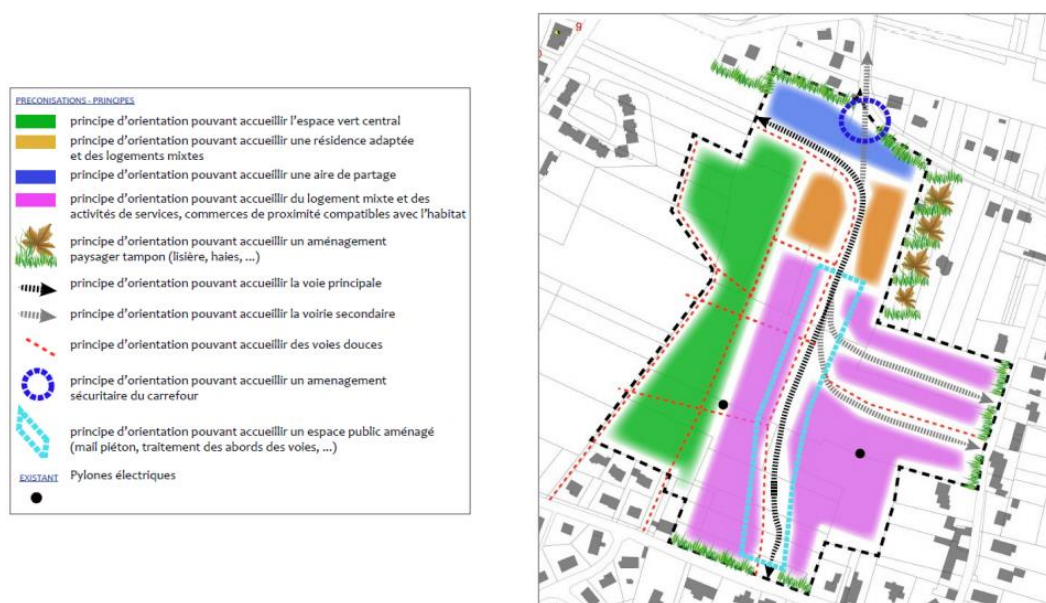 PRECONISATIONS - PRINCIPES
principe d'orientation pouvant accueillir l'espace vert central
principe d'orientation pouvant accueillir une résidence adaptée
et des logements mixtes
principe d'orientation pouvant accueillir une aire de partage
principe d'orientation pouvant accueillir du logement mixte et des
activités de services, commerces de proximité compatibles avec l'habitat
principe d'orientation pouvant accueillir un aménagement
paysager tampon (lisière, haies, ...)
principe d'orientation pouvant accueillir la voie principale
principe d'orientation pouvant accueillir la voirie secondaire
principe d'orientation pouvant accueillir des voies douces
principe d'orientation pouvant accueillir un amenagement
sécuritaire du carrefour
principe d'orientation pouvant accueillir un espace public aménagé
(mail piéton, traitement des abords des voies, ...)
EXISTANT Pylones électriques